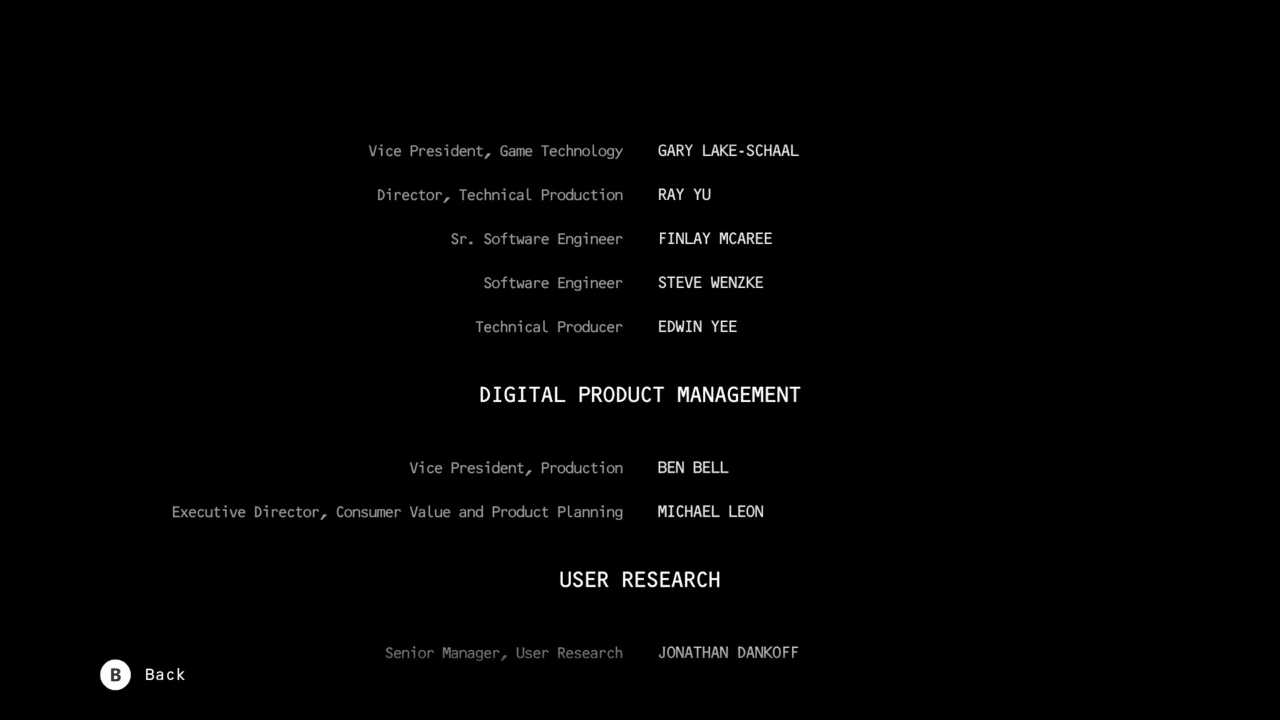 Vice President, Game Technology GARY LAKE-SCHAAL
Director, Technical Production RAY YU
Sr. Software Engineer FINLAY MCAREE
Software Engineer STEVE WENZKE
Technical Producer EDWIN YEE
DIGITAL PRODUCT MANAGEMENT
Vice President, Production BEN BELL
Executive Director, Consumer Value and Product Planning MICHAEL LEON
USER RESEARCH
Senior Manager, User Research JONATHAN DANKOFF
B Back